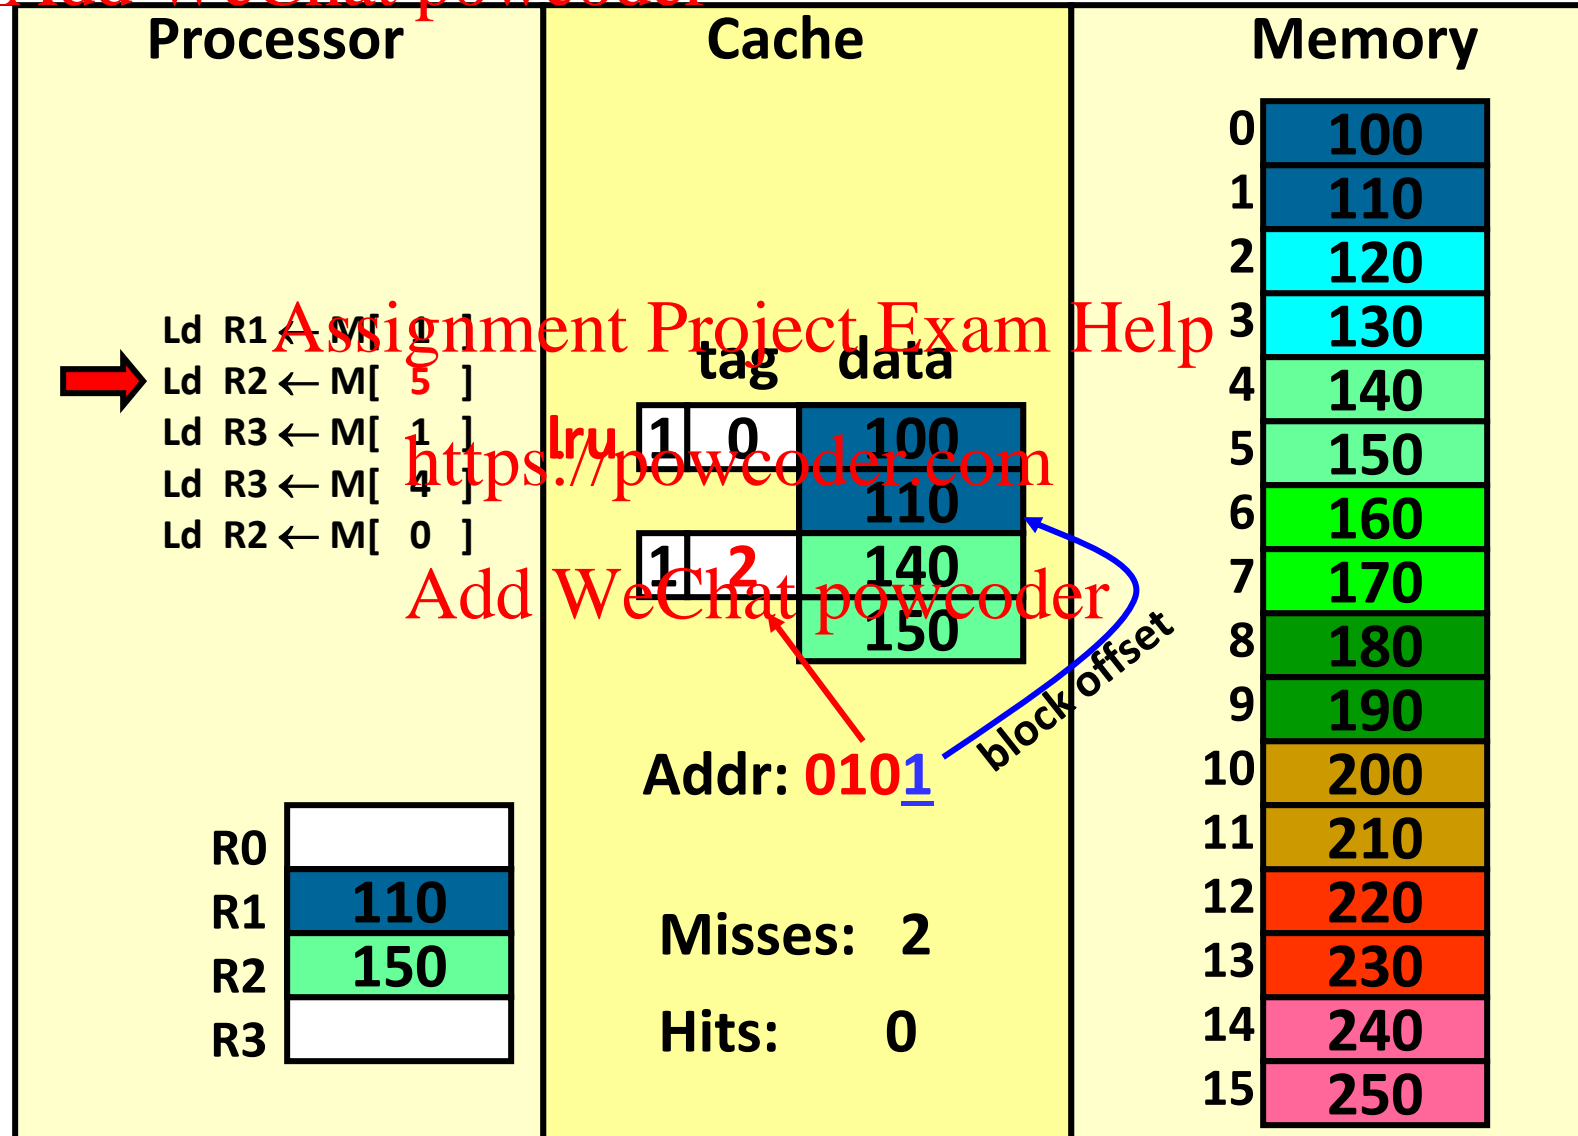 Add WeChat powcoder
Processor
Cache
Memory
Ld R1 ← M[ 1 ]
Ld R2 ← M[ 5 ]
Ld R3 ← M[ 1 ]
Ld R3 ← M[ 4 ]
Ld R2 ← M[ 0 ]
Assignment Project Exam Help
https://powcoder.com
Add WeChat powcoder
R0
R1 110
R2 150
R3
tag data
lru 1 0 100
110
1 2 140
150
block offset
Addr: 0101
Misses: 2
Hits: 0
0 100
1 110
2 120
3 130
4 140
5 150
6 160
7 170
8 180
9 190
10 200
11 210
12 220
13 230
14 240
15 250